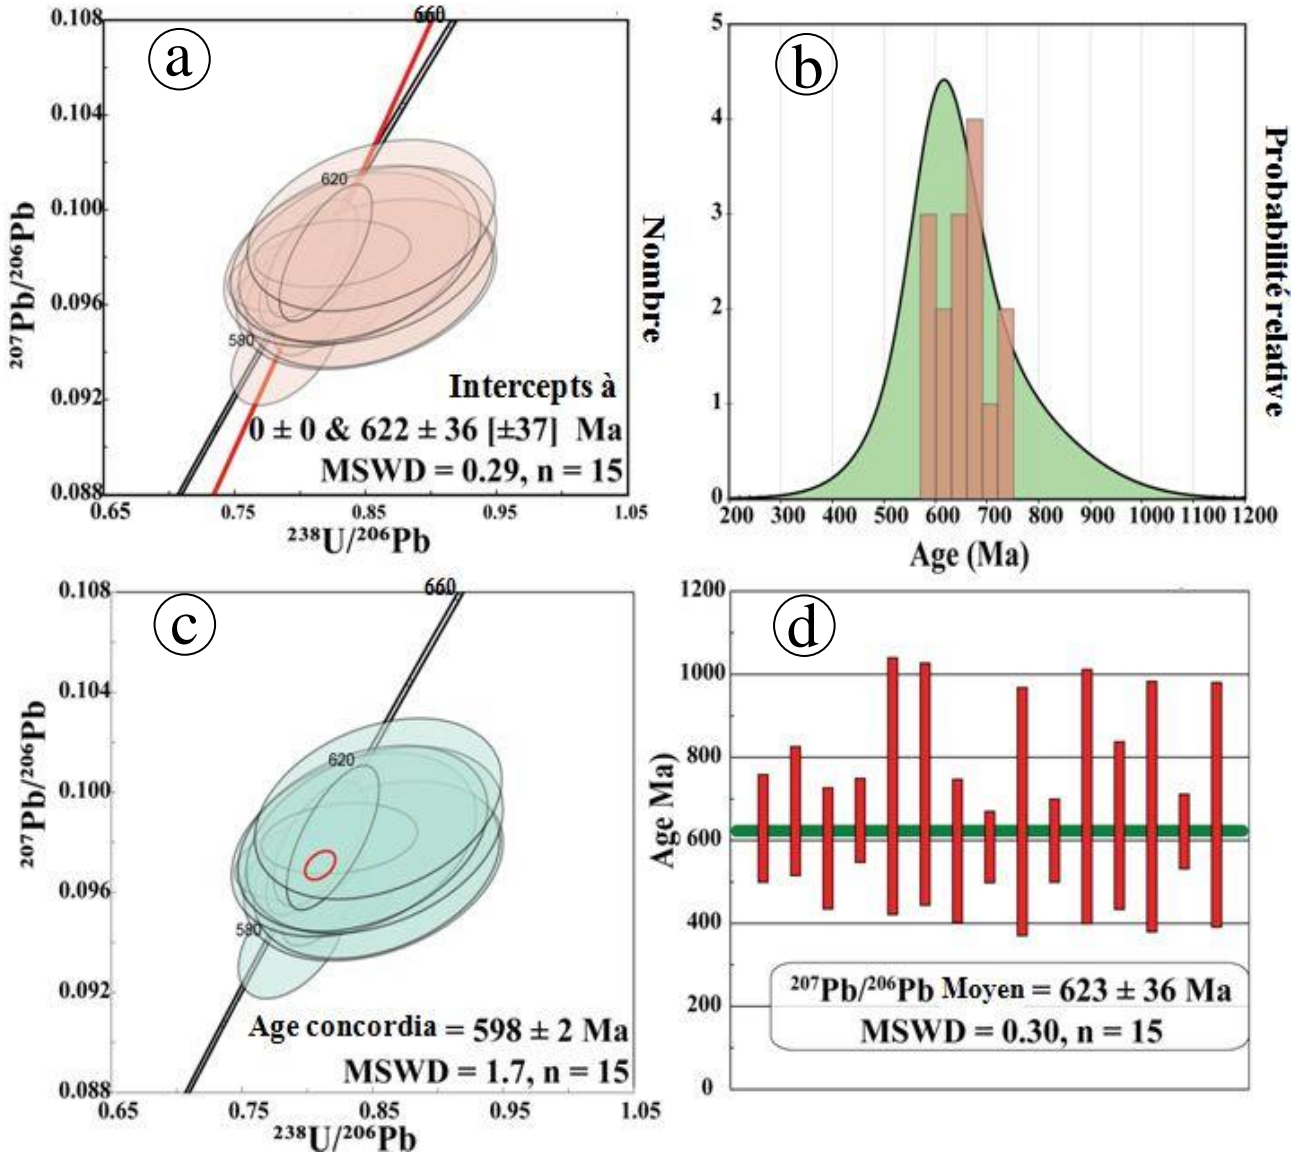 a
660
0.108
0.104
0.100
0.096
0.092
0.088
207Pb/206Pb
620
580
Intercepts à
0 ± 0 & 622 ± 36 [±37] Ma
MSWD = 0.29, n = 15
0.65 0.75 0.85 0.95 1.05
238U/206Pb
b
5
4
3
2
1
0
Nombre
Probabilité relative
200 300 400 500 600 700 800 900 1000 1100 1200
Age (Ma)
c
660
0.108
0.104
0.100
0.096
0.092
0.088
207Pb/206Pb
620
580
Age concordia = 598 ± 2 Ma
MSWD = 1.7, n = 15
0.65 0.75 0.85 0.95 1.05
238U/206Pb
d
1200
1000
800
600
400
200
0
Age Ma)
207Pb/206Pb Moyen = 623 ± 36 Ma
MSWD = 0.30, n = 15